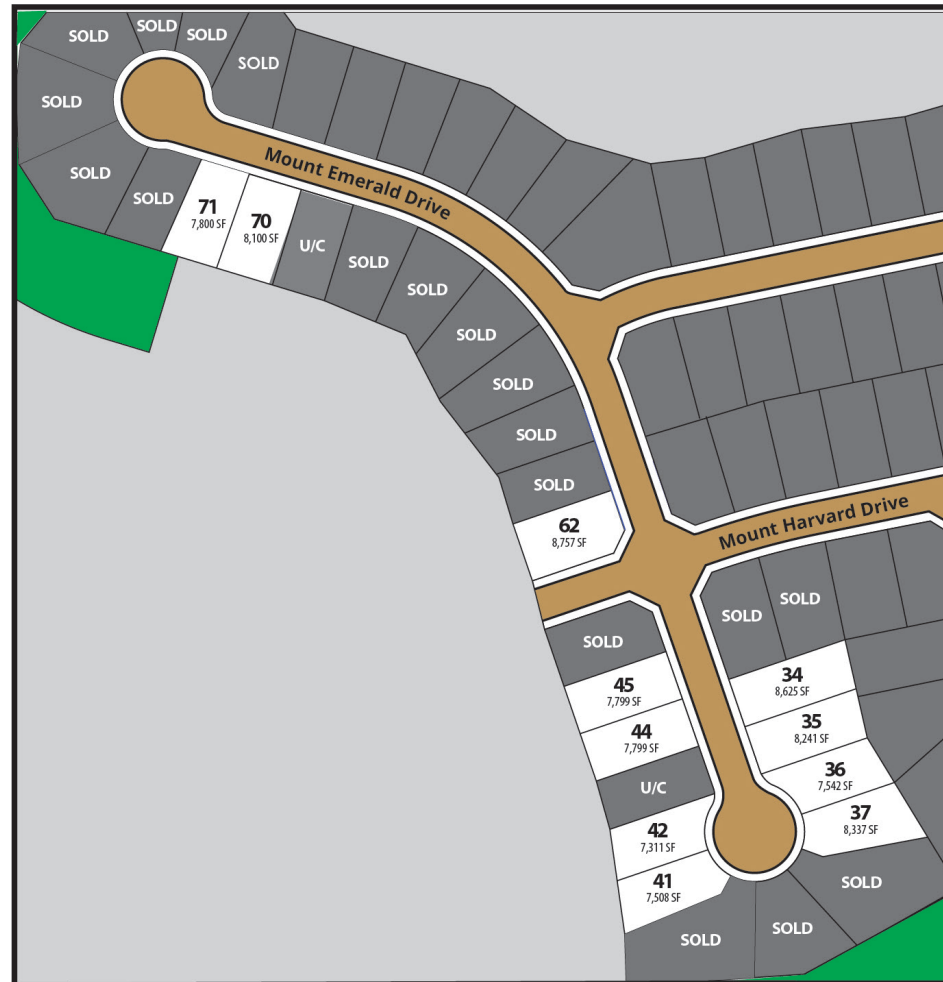 SOLD
SOLD
SOLD
SOLD
SOLD
SOLD
SOLD
Mount Emerald Drive
71
7,800 SF
70
8,100 SF
U/C
SOLD
SOLD
SOLD
SOLD
SOLD
SOLD
62
8,757 SF
Mount Harvard Drive
SOLD
SOLD
SOLD
45
7,799 SF
44
7,799 SF
U/C
42
7,311 SF
41
7,508 SF
34
8,625 SF
35
8,241 SF
36
7,542 SF
37
8,337 SF
SOLD
SOLD
SOLD